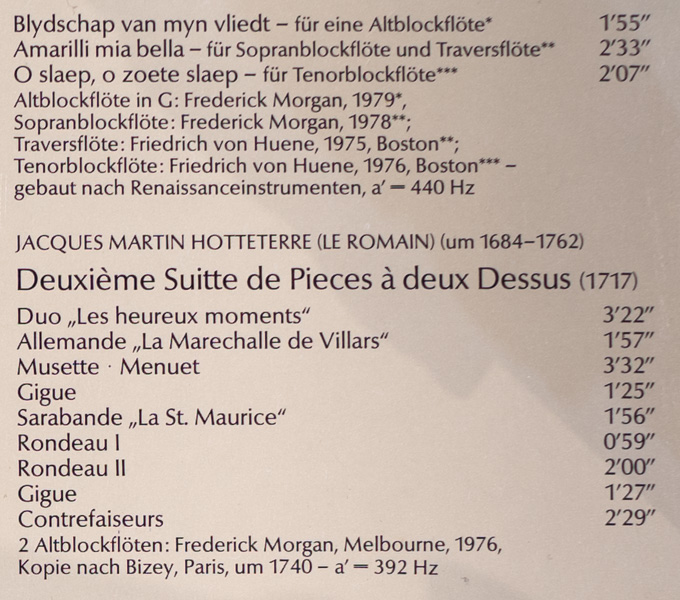 Blydschap van myn vliedt – für eine Altblockflöte* 1′55″
Amarilli mia bella – für Sopranblockflöte und Traversflöte** 2′33″
O slaep, o zoete slaep – für Tenorblockflöte*** 2′07″
Altblockflöte in G: Frederick Morgan, 1979*,
Sopranblockflöte: Frederick Morgan, 1978**;
Traversflöte: Friedrich von Huene, 1975, Boston**;
Tenorblockflöte: Friedrich von Huene, 1976, Boston*** –
gebaut nach Renaissanceinstrumenten, a′ = 440 Hz
JACQUES MARTIN HOTTETERRE (LE ROMAIN) (um 1684–1762)
Deuxième Suitte de Pieces à deux Dessus (1717)
Duo „Les heureux moments“ 3′22″
Allemande „La Marechalle de Villars“ 1′57″
Musette · Menuet 3′32″
Gigue 1′25″
Sarabande „La St. Maurice“ 1′56″
Rondeau I 0′59″
Rondeau II 2′00″
Gigue 1′27″
Contrefaiseurs 2′29″
2 Altblockflöten: Frederick Morgan, Melbourne, 1976,
Kopie nach Bizey, Paris, um 1740 – a′ = 392 Hz